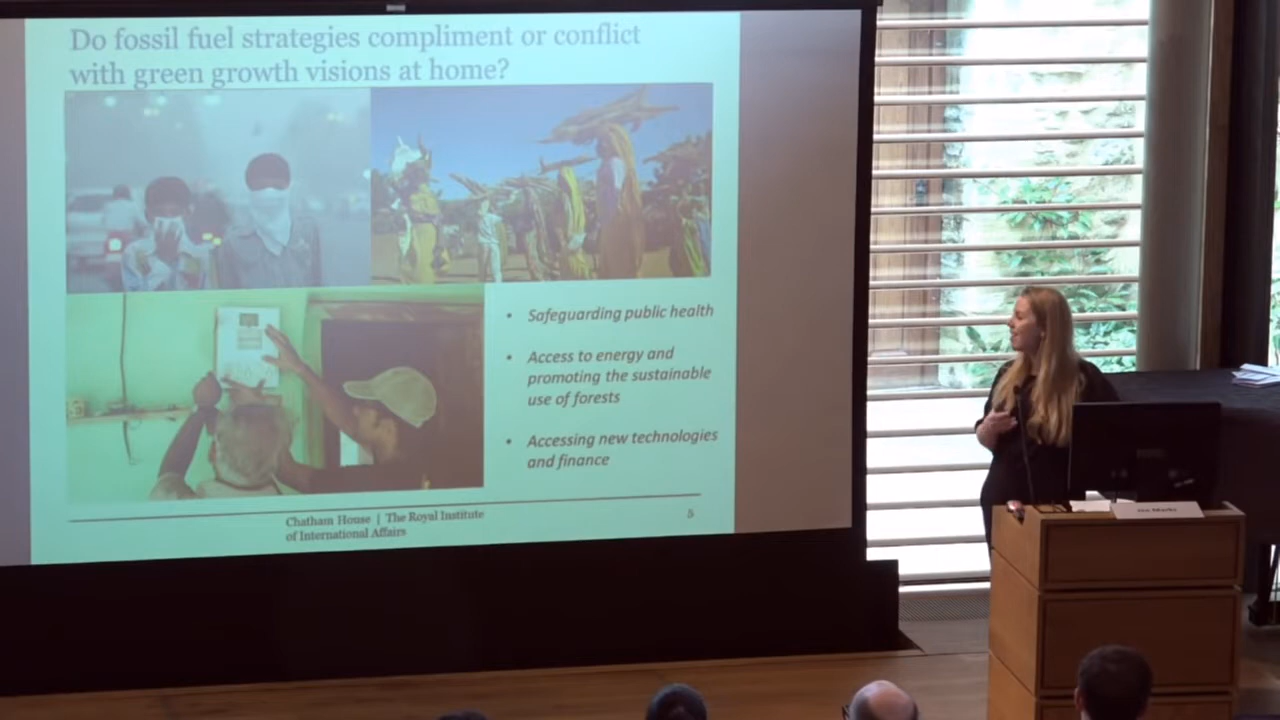 Do fossil fuel strategies compliment or conflict
with green growth visions at home?
• Safeguarding public health
• Access to energy and
promoting the sustainable
use of forests
• Accessing new technologies
and finance
Chatham House | The Royal Institute
of International Affairs
5